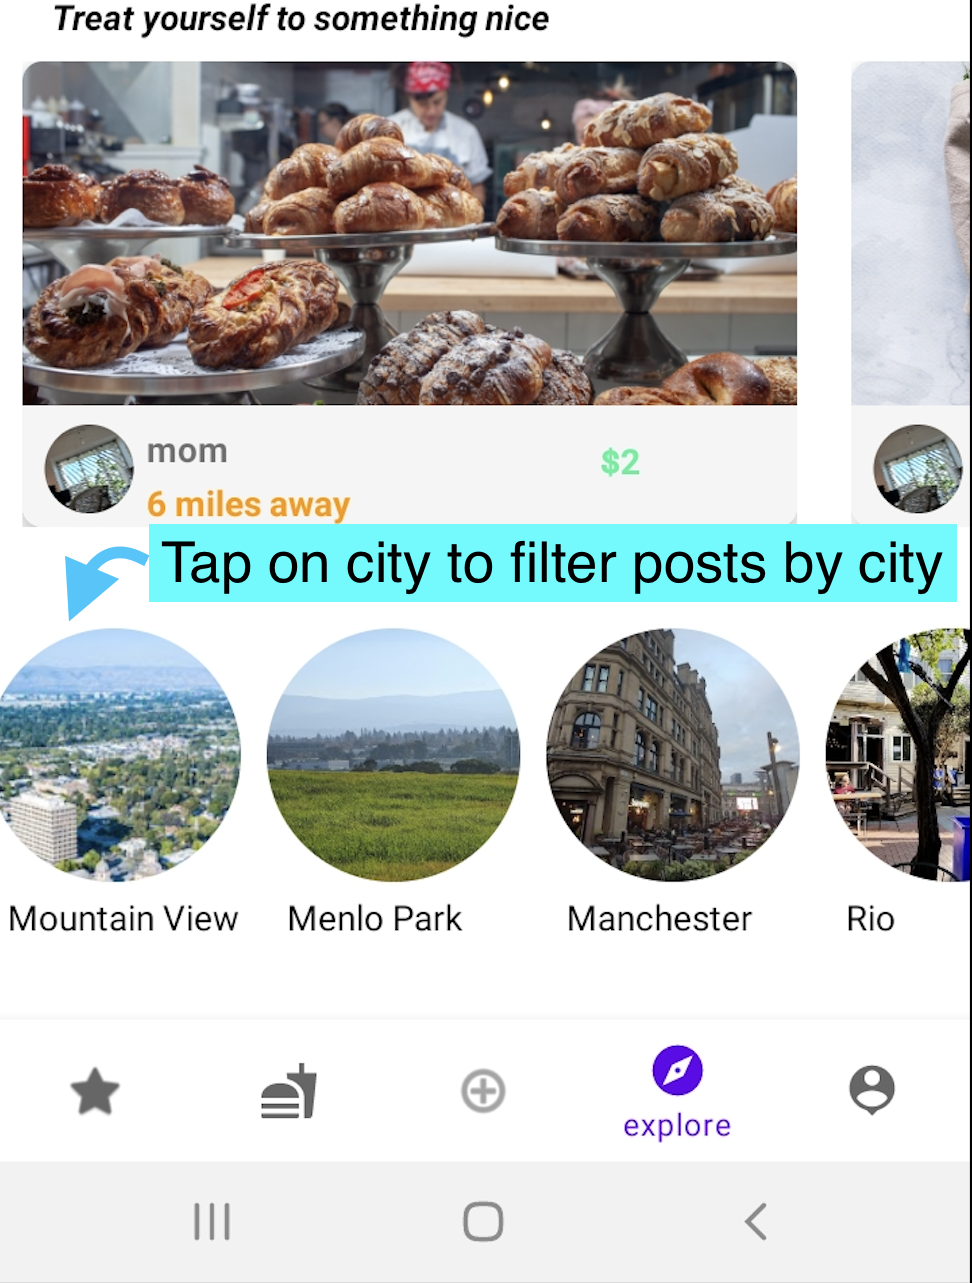 Treat yourself to something nice
mom
$2
6 miles away
Tap on city to filter posts by city
Mountain View
Menlo Park
Manchester
Rio
explore